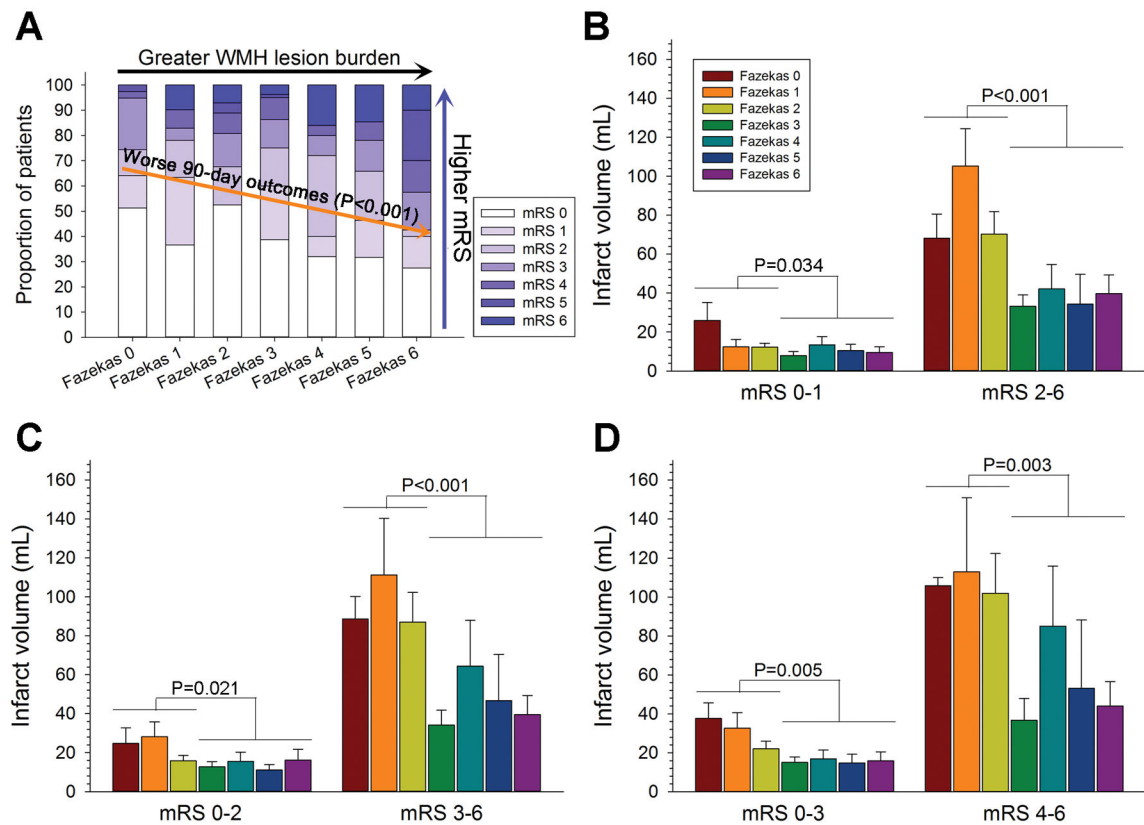 A
Greater WMH lesion burden
Proportion of patients
100
90
80
70
60
50
40
30
20
10
0
Worse 90-day outcomes (P<0.001)
Higher mRS
mRS 0
mRS 1
mRS 2
mRS 3
mRS 4
mRS 5
mRS 6
Fazekas 0
Fazekas 1
Fazekas 2
Fazekas 3
Fazekas 4
Fazekas 5
Fazekas 6
B
Infarct volume (mL)
160
140
120
100
80
60
40
20
0
Fazekas 0
Fazekas 1
Fazekas 2
Fazekas 3
Fazekas 4
Fazekas 5
Fazekas 6
P=0.034
P<0.001
mRS 0-1
mRS 2-6
C
Infarct volume (mL)
160
140
120
100
80
60
40
20
0
P=0.021
P<0.001
mRS 0-2
mRS 3-6
D
Infarct volume (mL)
160
140
120
100
80
60
40
20
0
P=0.005
P=0.003
mRS 0-3
mRS 4-6